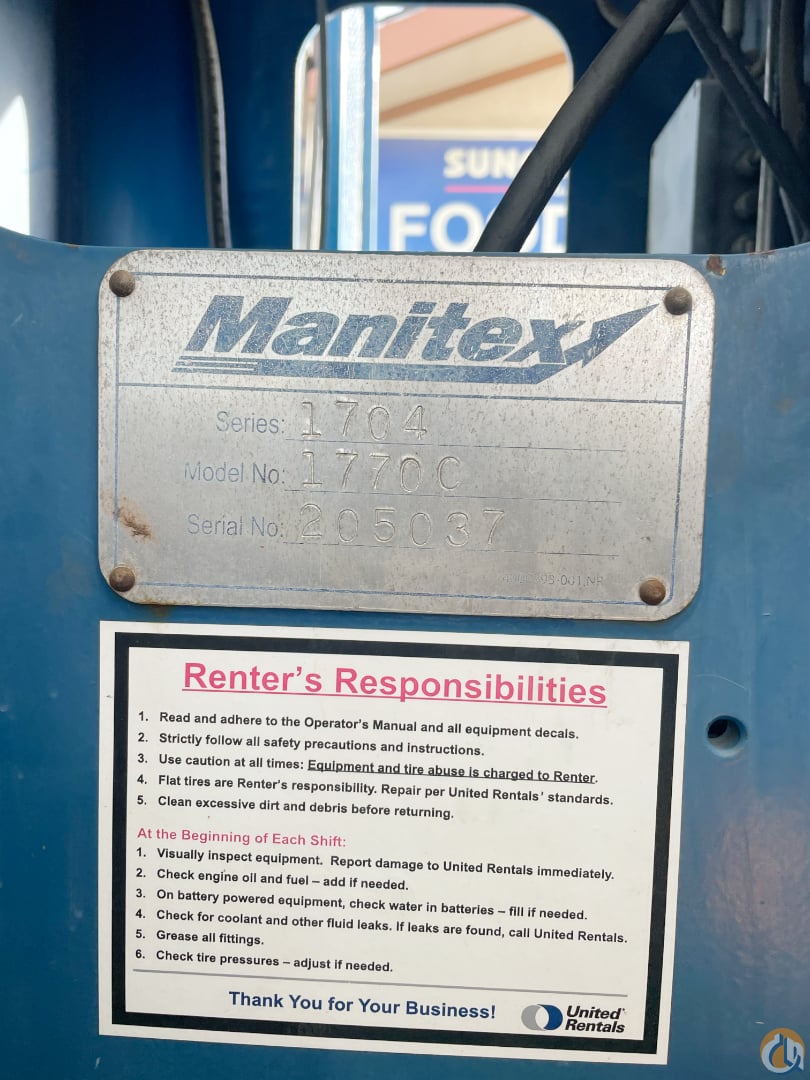 FOOD
Manitex
Series: 1704
Model No: 1770C
Serial No: 205037
Renter's Responsibilities
1. Read and adhere to the Operator's Manual and all equipment decals.
2. Strictly follow all safety precautions and instructions.
3. Use caution at all times: Equipment and tire abuse is charged to Renter.
4. Flat tires are Renter's responsibility. Repair per United Rentals' standards.
5. Clean excessive dirt and debris before returning.
At the Beginning of Each Shift:
1. Visually inspect equipment. Report damage to United Rentals immediately.
2. Check engine oil and fuel – add if needed.
3. On battery powered equipment, check water in batteries – fill if needed.
4. Check for coolant and other fluid leaks. If leaks are found, call United Rentals.
5. Grease all fittings.
6. Check tire pressures – adjust if needed.
Thank You for Your Business!
United
Rentals